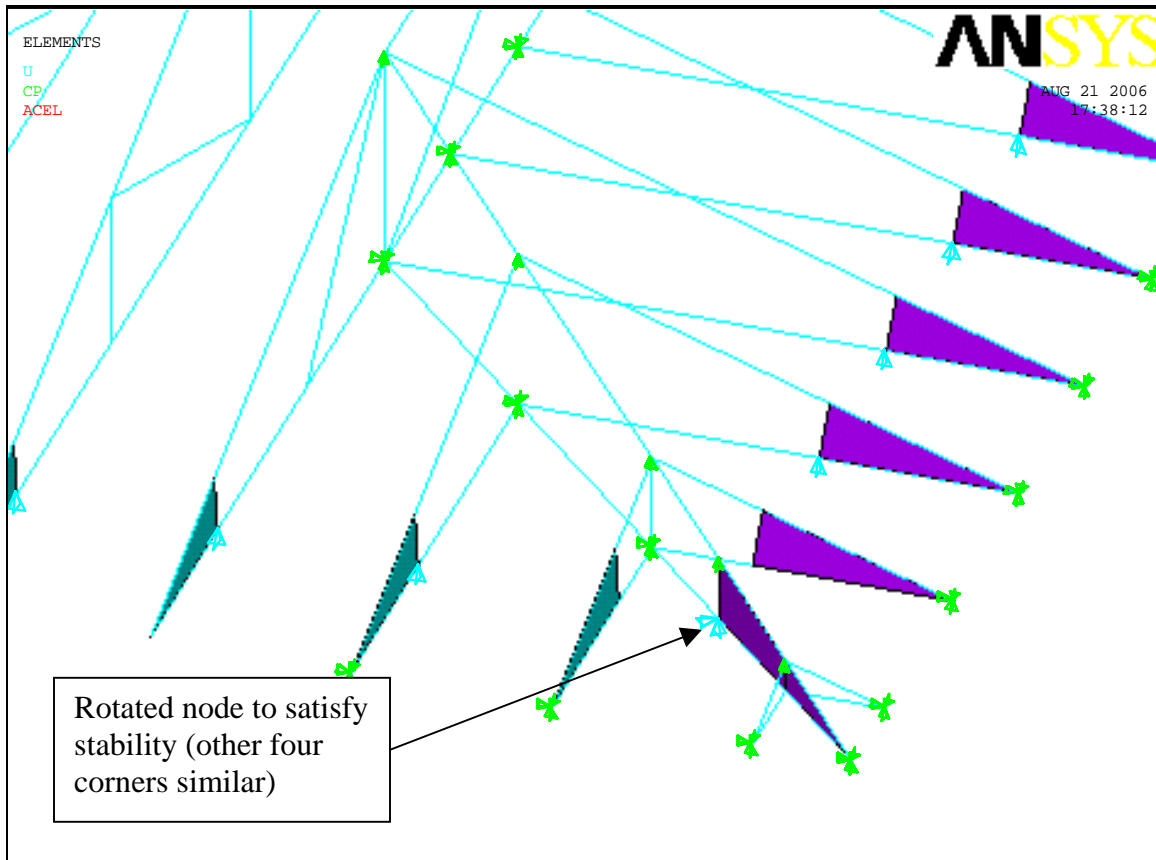 ELEMENTS
U
CP
ACEL
ANSYS
AUG 21 2006
17:38:12
Rotated node to satisfy
stability (other four
corners similar)